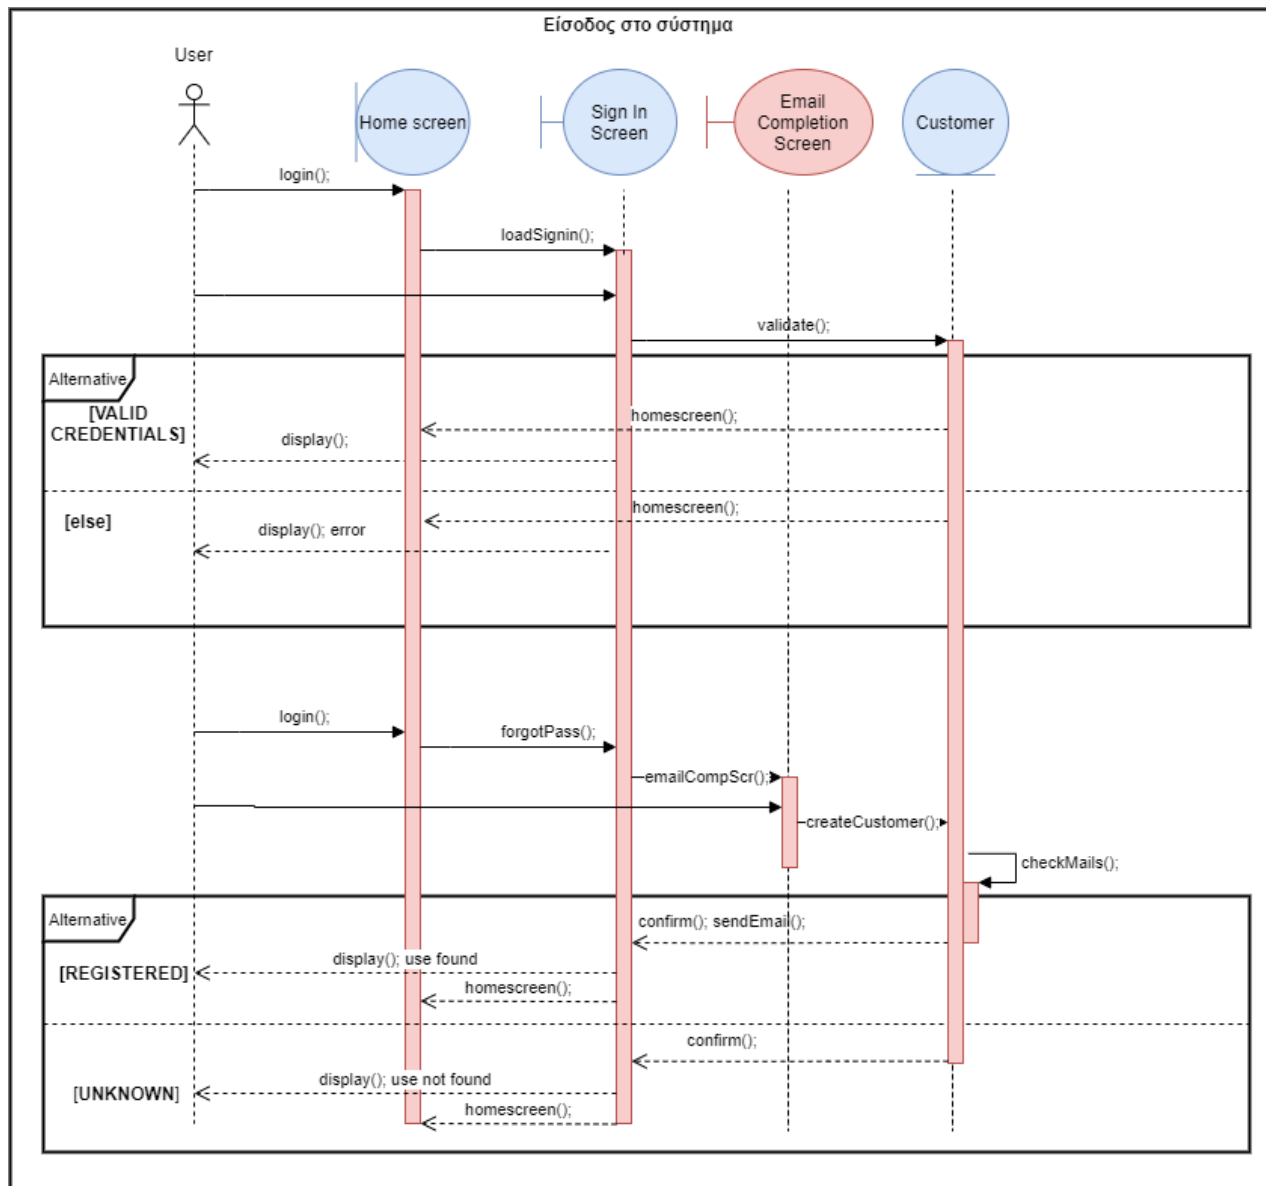 Είσοδος στο σύστημα
User
Home screen
Sign In
Screen
Email
Completion
Screen
Customer
login();
loadSignin();
validate();
Alternative
[VALID
CREDENTIALS]
homescreen();
display();
[else]
homescreen();
display(); error
login();
forgotPass();
emailCompScr();
createCustomer();
checkMails();
Alternative
confirm(); sendEmail();
[REGISTERED]
display(); use found
homescreen();
confirm();
[UNKNOWN]
display(); use not found
homescreen();